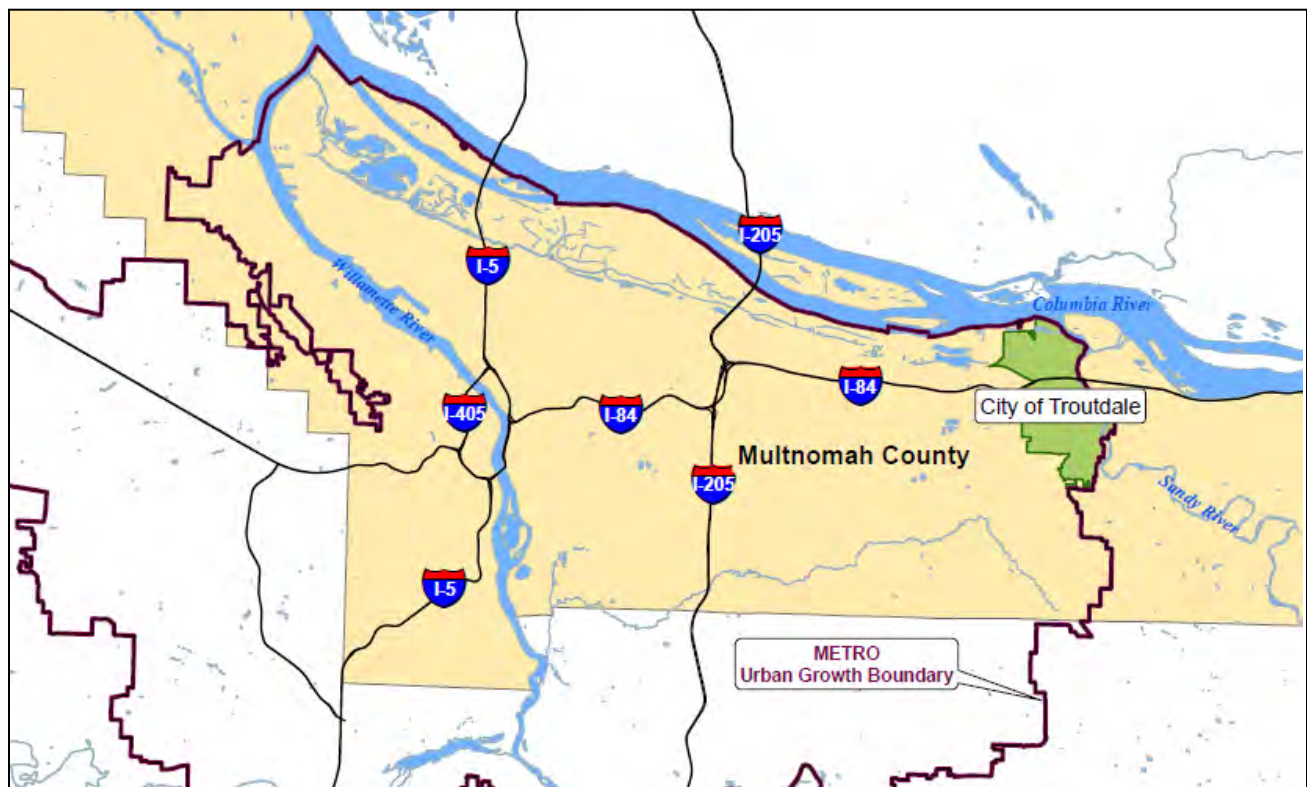 I-205
I-5
Willamette River
Columbia River
I-84
I-405
I-84
City of Troutdale
Multnomah County
I-205
Sandy River
I-5
METRO
Urban Growth Boundary